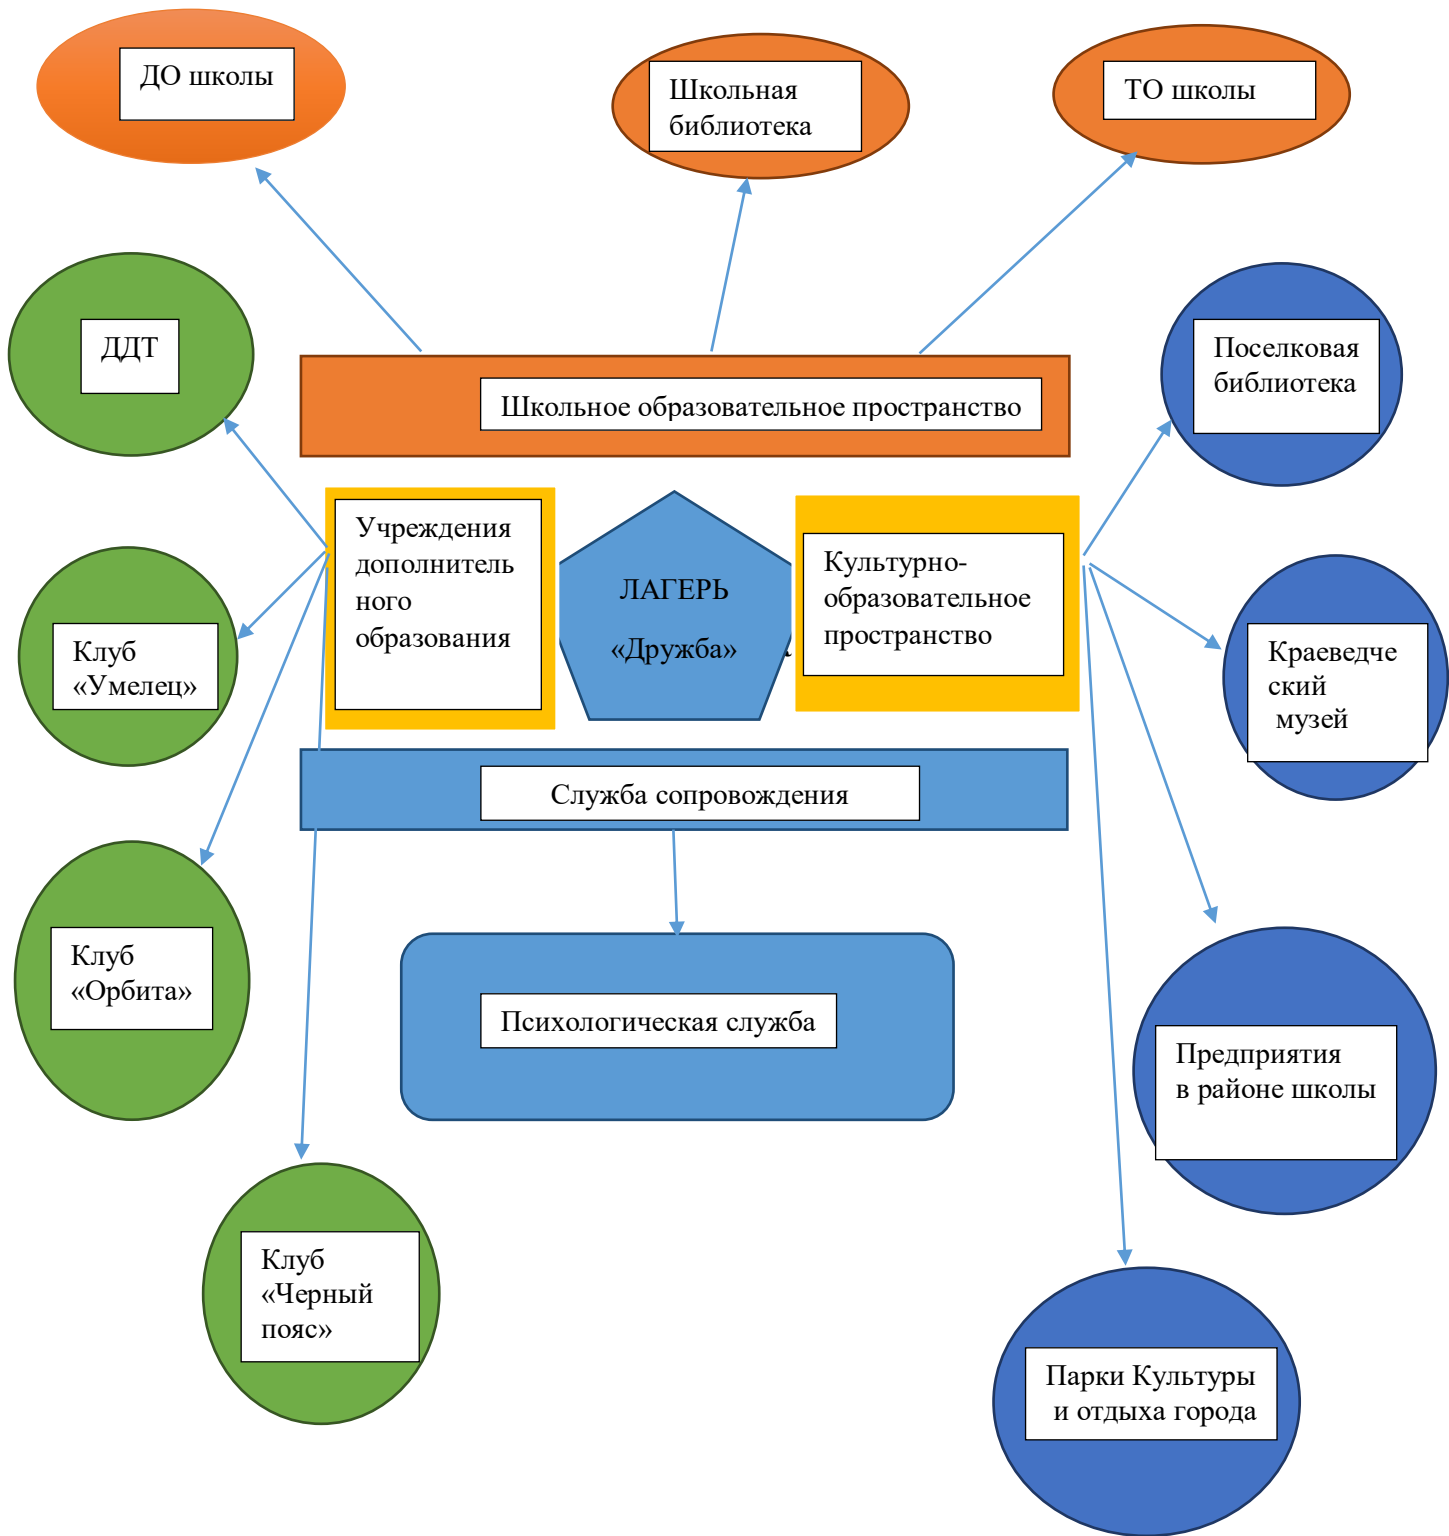 ДО школы
Школьная
библиотека
ТО школы
ДДТ
Поселковая
библиотека
Школьное образовательное пространство
Учреждения
дополнитель
ного
образования
ЛАГЕРЬ
«Дружба»
Культурно-
образовательное
пространство
Клуб
«Умелец»
Краеведче
ский
музей
Служба сопровождения
Клуб
«Орбита»
Психологическая служба
Предприятия
в районе школы
Клуб
«Черный
пояс»
Парки Культуры
и отдыха города